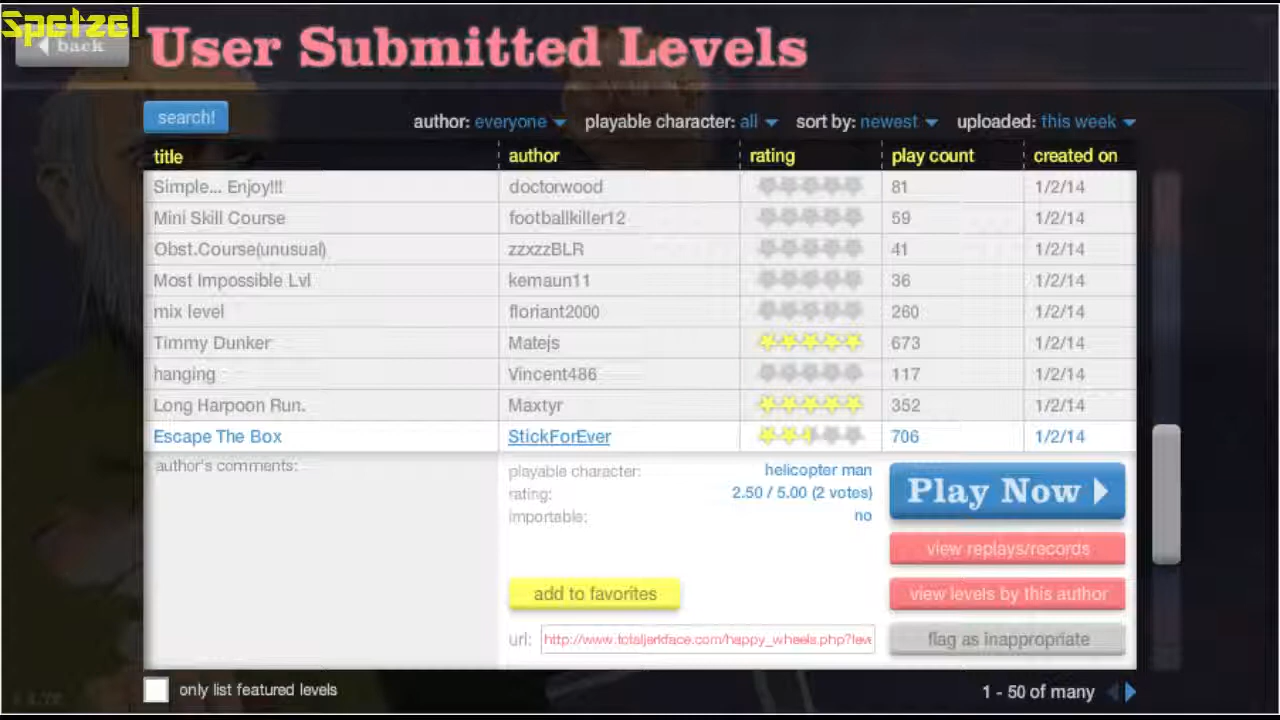 Spetzel
back
User Submitted Levels
search!
author: everyone playable character: all sort by: newest uploaded: this week
title author rating play count created on
Simple... Enjoy!!! doctorwood 81 1/2/14
Mini Skill Course footballkiller12 59 1/2/14
Obst.Course(unusual) zzxzzBLR 41 1/2/14
Most Impossible Lvl kemaun11 36 1/2/14
mix level floriant2000 260 1/2/14
Timmy Dunker Matejs 673 1/2/14
hanging Vincent486 117 1/2/14
Long Harpoon Run. Maxtyr 352 1/2/14
Escape The Box StickForEver 706 1/2/14
author's comments:
playable character: helicopter man
rating: 2.50 / 5.00 (2 votes)
importable: no
Play Now
view replays/records
add to favorites
view levels by this author
url: http://www.totaljerkface.com/happy_wheels.php?leve
flag as inappropriate
only list featured levels
1 - 50 of many